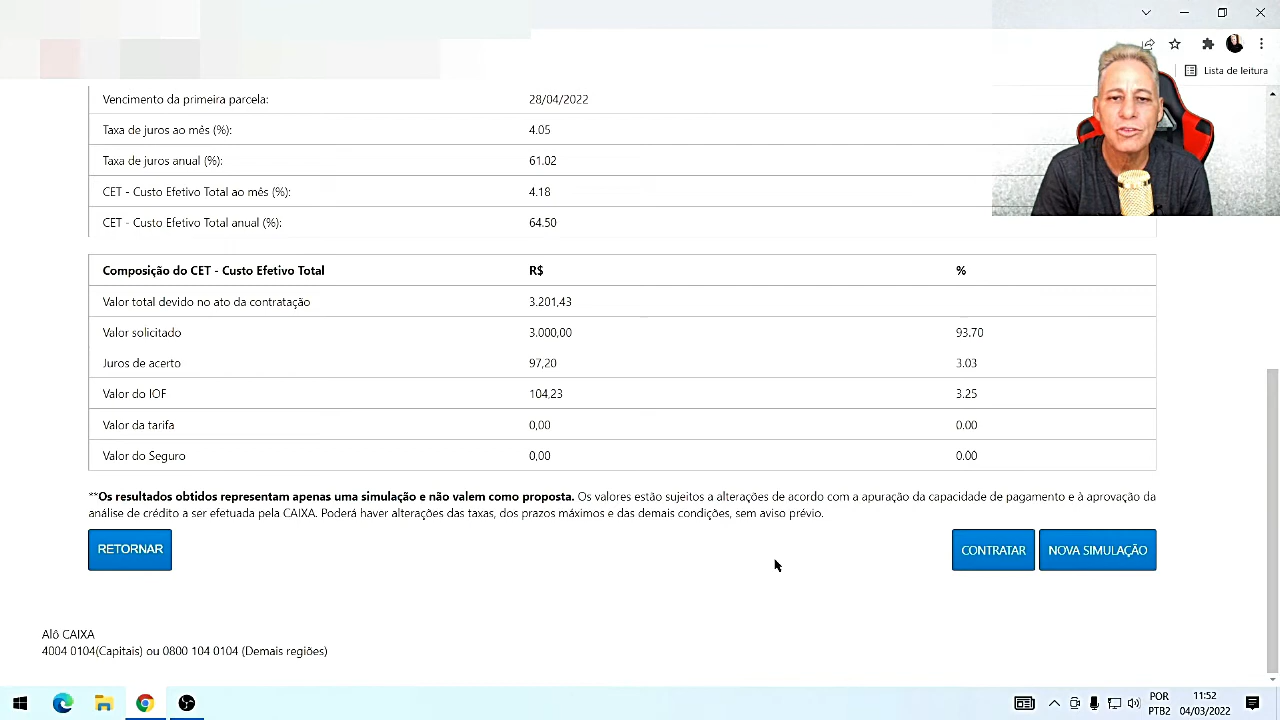 Lista de leitura
Vencimento da primeira parcela: 28/04/2022
Taxa de juros ao mês (%): 4.05
Taxa de juros anual (%): 61.02
CET - Custo Efetivo Total ao mês (%): 4.18
CET - Custo Efetivo Total anual (%): 64.50
Composição do CET - Custo Efetivo Total R$ %
Valor total devido no ato da contratação 3.201,43
Valor solicitado 3.000,00 93.70
Juros de acerto 97,20 3.03
Valor do IOF 104,23 3.25
Valor da tarifa 0,00 0.00
Valor do Seguro 0,00 0.00
**Os resultados obtidos representam apenas uma simulação e não valem como proposta. Os valores estão sujeitos a alterações de acordo com a apuração da capacidade de pagamento e à aprovação da
análise de crédito a ser efetuada pela CAIXA. Poderá haver alterações das taxas, dos prazos máximos e das demais condições, sem aviso prévio.
RETORNAR CONTRATAR NOVA SIMULAÇÃO
Alô CAIXA
4004 0104(Capitais) ou 0800 104 0104 (Demais regiões)
POR 11:52
PTB2 04/03/2022